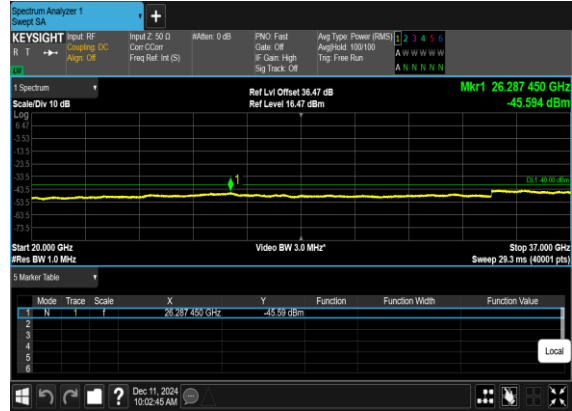 Spectrum Analyzer 1
Swept SA
+
KEYSIGHT Input: RF Input Z: 50 Ω #Atten: 0 dB PNO: Fast Avg Type: Power (RMS) 1 2 3 4 5 6
R T Coupling: DC Corr CCorr Gate: Off Avg|Hold: 100/100 A W W W W W
Align: Off Freq Ref: Int (S) IF Gain: High Trig: Free Run
Sig Track: Off A N N N N N
LW
1 Spectrum Ref Lvl Offset 36.47 dB Mkr1 26.287 450 GHz
Scale/Div 10 dB Ref Level 16.47 dBm -45.594 dBm
Log
6.47
-3.53
-13.5
-23.5
-33.5
-43.5
-53.5
-63.5
-73.5
1
DL1 -40.00 dBm
Start 20.000 GHz Video BW 3.0 MHz* Stop 37.000 GHz
#Res BW 1.0 MHz Sweep 29.3 ms (40001 pts)
5 Marker Table
Mode Trace Scale X Y Function Function Width Function Value
1 N 1 f 26.287 450 GHz -45.59 dBm
2
3
4
5
6
Local
? Dec 11, 2024
10:02:45 AM